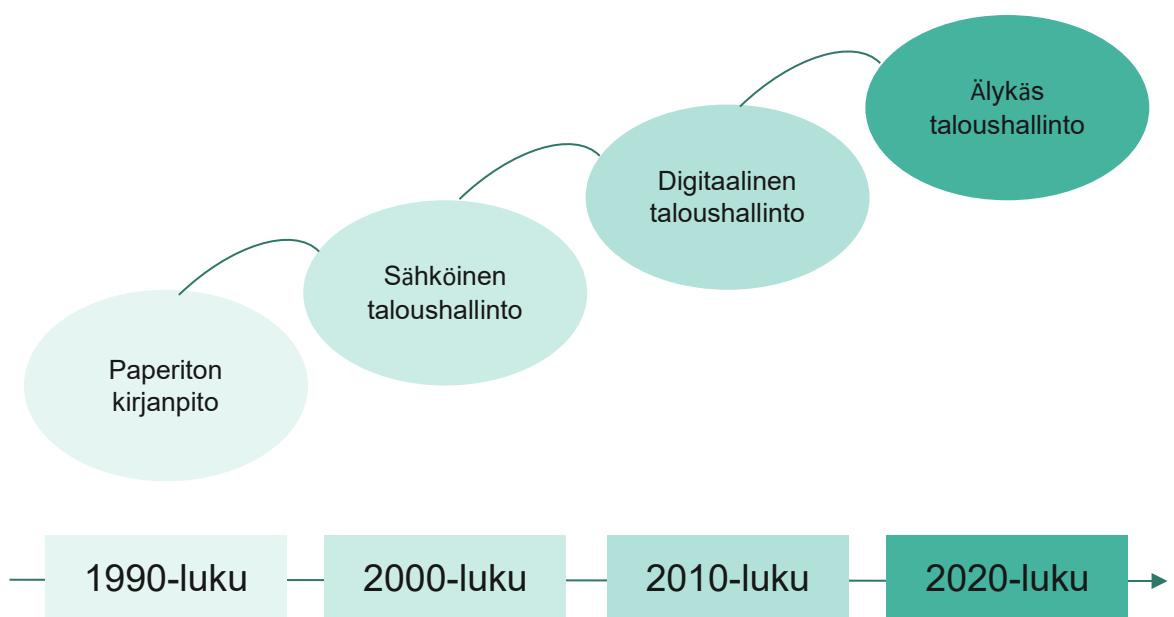 Älykäs
taloushallinto
Digitaalinen
taloushallinto
Sähköinen
taloushallinto
Paperiton
kirjanpito
1990-luku
2000-luku
2010-luku
2020-luku